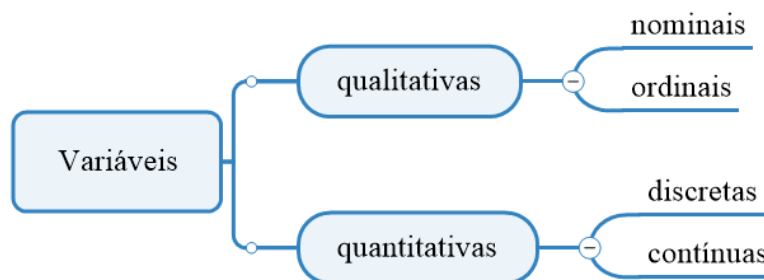 Variáveis
qualitativas
nominais
ordinais
quantitativas
discretas
contínuas